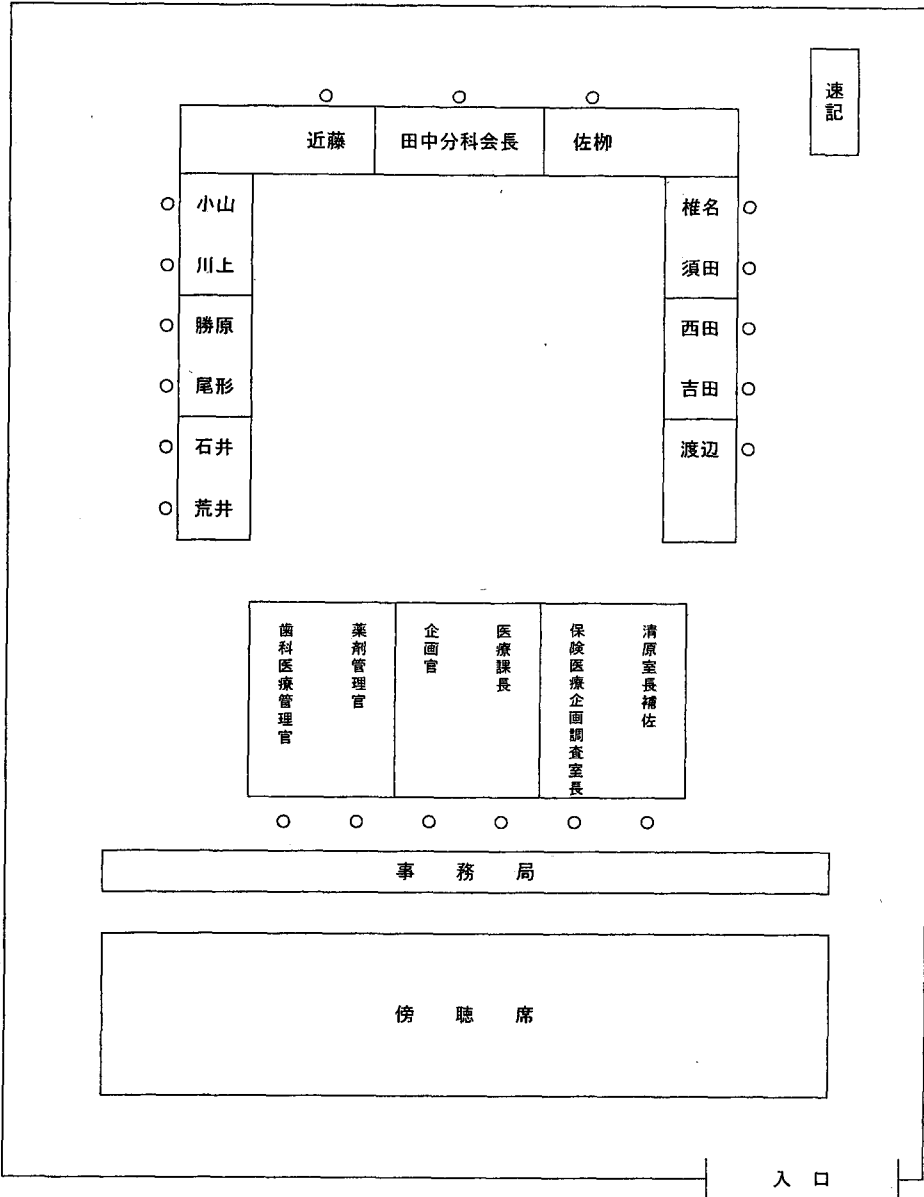 速記
近藤
田中分科会長
佐栁
小山
川上
勝原
尾形
石井
荒井
椎名
須田
西田
吉田
渡辺
歯科医療管理官
薬剤管理官
企画官
医療課長
保険医療企画調査室長
清原室長補佐
事務局
傍聴席
入口